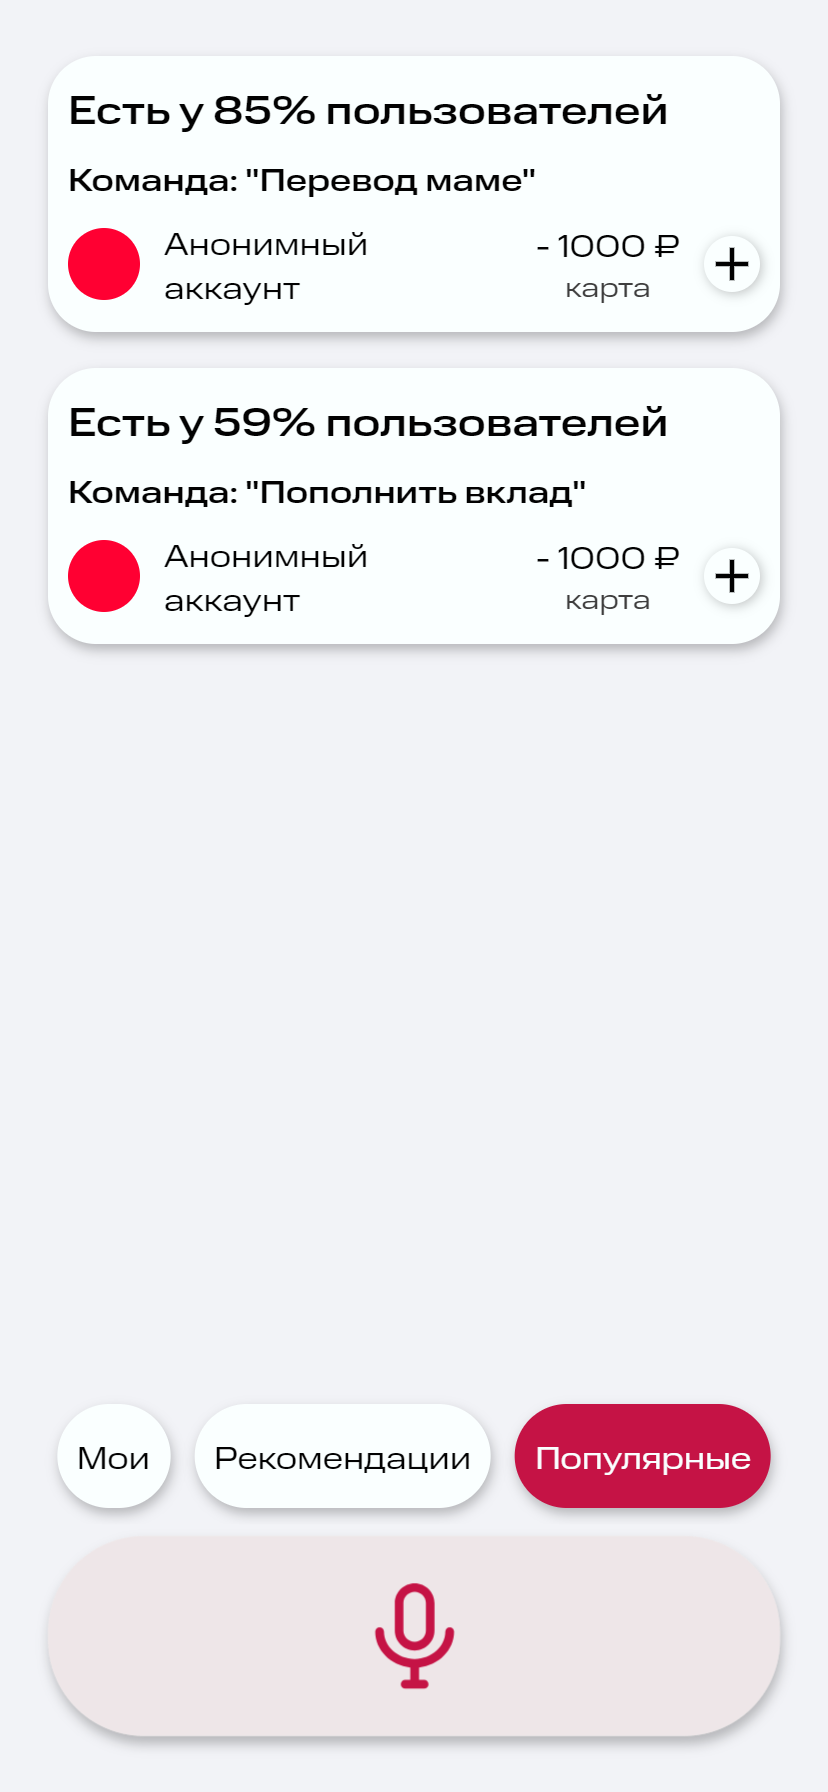 Есть у 85% пользователей
Команда: "Перевод маме"
Анонимный
аккаунт
- 1000 ₽
карта
Есть у 59% пользователей
Команда: "Пополнить вклад"
Анонимный
аккаунт
- 1000 ₽
карта
Мои
Рекомендации
Популярные